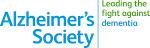 Alzheimer's
Society
Leading the
fight against
dementia